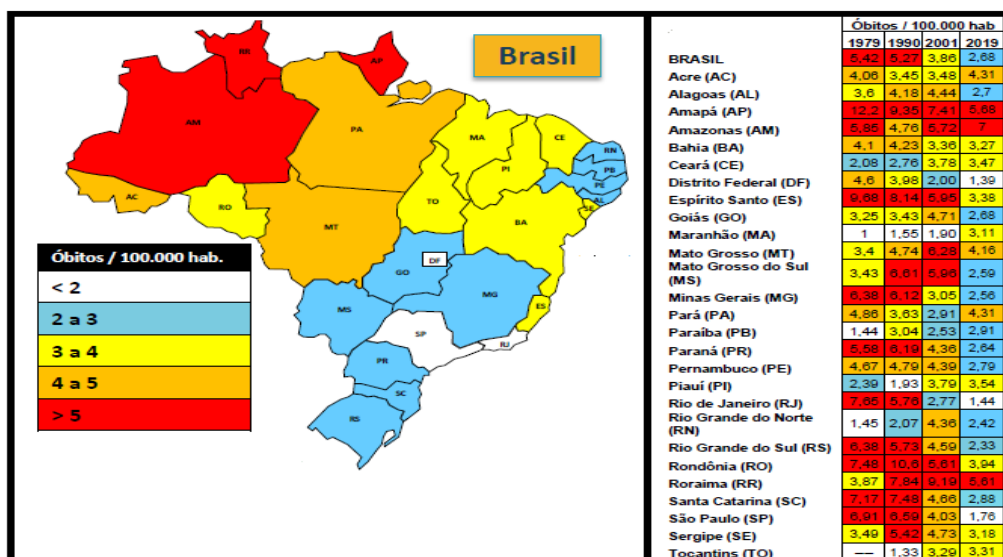 Brasil
RR
AP
AM
PA
MA
CE
RN
PB
PE
AL
SE
PI
AC
RO
TO
BA
MT
DF
GO
MG
MS
ES
SP
RJ
PR
SC
RS
Óbitos / 100.000 hab.
< 2
2 a 3
3 a 4
4 a 5
> 5
Óbitos / 100.000 hab
1979 1990 2001 2019
BRASIL 5,42 5,27 3,86 2,68
Acre (AC) 4,06 3,45 3,48 4,31
Alagoas (AL) 3,6 4,18 4,44 2,7
Amapá (AP) 12,2 9,35 7,41 5,68
Amazonas (AM) 5,85 4,76 5,72 7
Bahia (BA) 4,1 4,23 3,36 3,27
Ceará (CE) 2,08 2,76 3,78 3,47
Distrito Federal (DF) 4,6 3,98 2,00 1,39
Espírito Santo (ES) 9,68 8,14 5,95 3,38
Goiás (GO) 3,25 3,43 4,71 2,68
Maranhão (MA) 1 1,55 1,90 3,11
Mato Grosso (MT) 3,4 4,74 6,28 4,16
Mato Grosso do Sul
(MS) 3,43 6,61 5,96 2,59
Minas Gerais (MG) 6,38 6,12 3,05 2,56
Pará (PA) 4,86 3,63 2,91 4,31
Paraíba (PB) 1,44 3,04 2,53 2,91
Paraná (PR) 5,58 6,19 4,36 2,64
Pernambuco (PE) 4,67 4,79 4,39 2,79
Piauí (PI) 2,39 1,93 3,79 3,54
Rio de Janeiro (RJ) 7,65 5,76 2,77 1,44
Rio Grande do Norte
(RN) 1,45 2,07 4,36 2,42
Rio Grande do Sul (RS) 6,38 5,73 4,59 2,33
Rondônia (RO) 7,48 10,6 5,61 3,94
Roraima (RR) 3,87 7,84 9,19 5,61
Santa Catarina (SC) 7,17 7,48 4,66 2,88
São Paulo (SP) 6,91 6,59 4,03 1,76
Sergipe (SE) 3,49 5,42 4,73 3,18
Tocantins (TO) --- 1,33 3,29 3,31